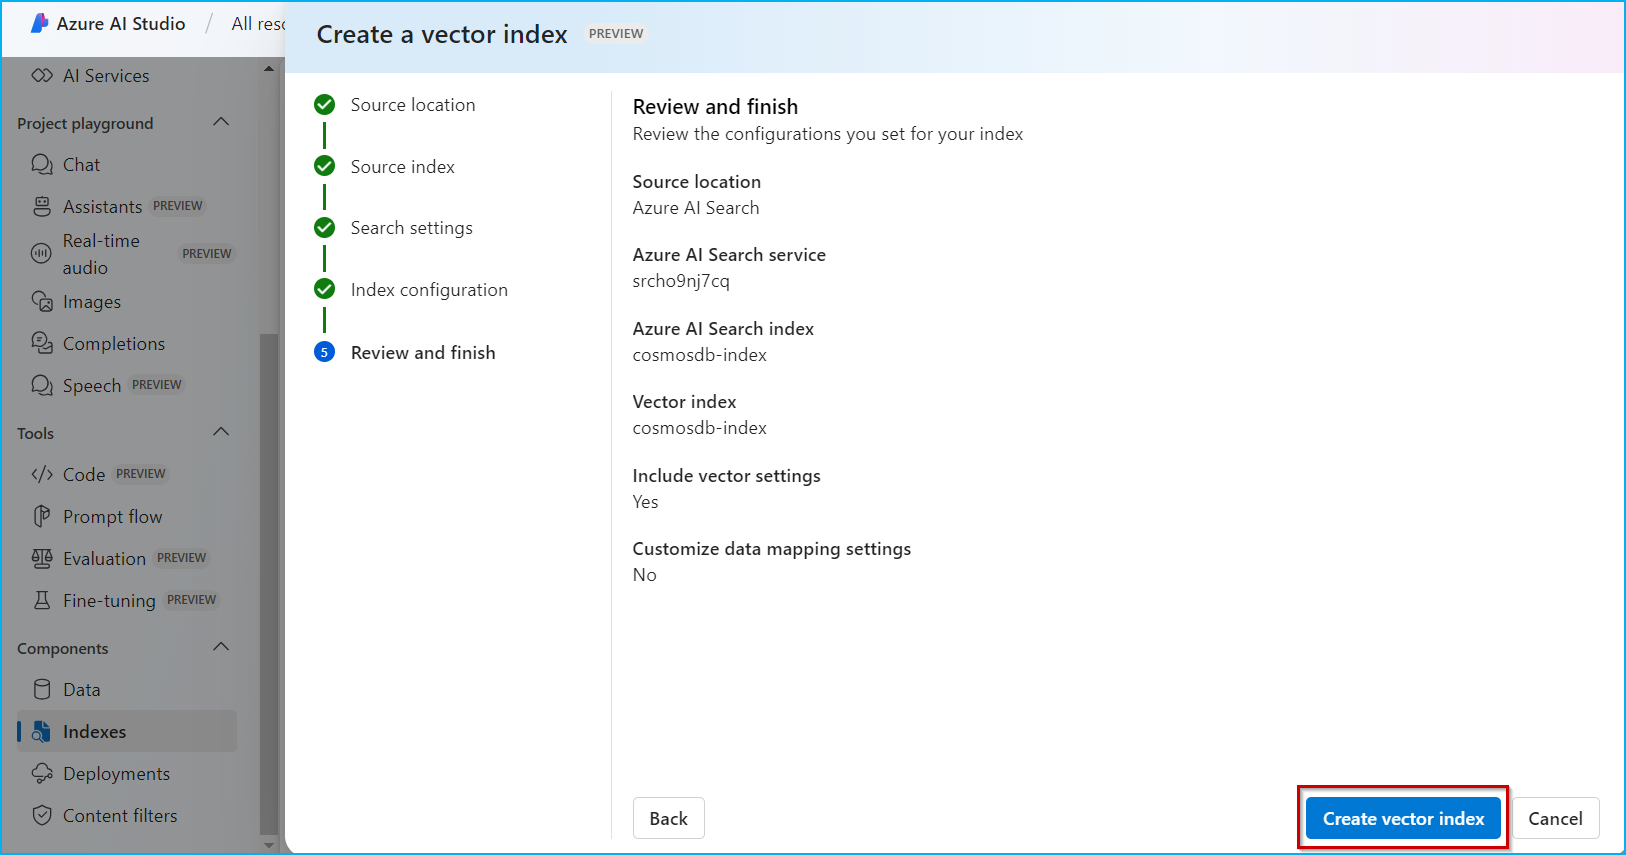 Azure AI Studio / All
AI Services
Project playground
Chat
Assistants PREVIEW
Real-time
audio
PREVIEW
Images
Completions
Speech PREVIEW
Tools
Code PREVIEW
Prompt flow
Evaluation PREVIEW
Fine-tuning PREVIEW
Components
Data
Indexes
Deployments
Content filters
Create a vector index PREVIEW
Source location
Source index
Search settings
Index configuration
5 Review and finish
Review and finish
Review the configurations you set for your index
Source location
Azure AI Search
Azure AI Search service
srcho9nj7cq
Azure AI Search index
cosmosdb-index
Vector index
cosmosdb-index
Include vector settings
Yes
Customize data mapping settings
No
Back
Create vector index
Cancel